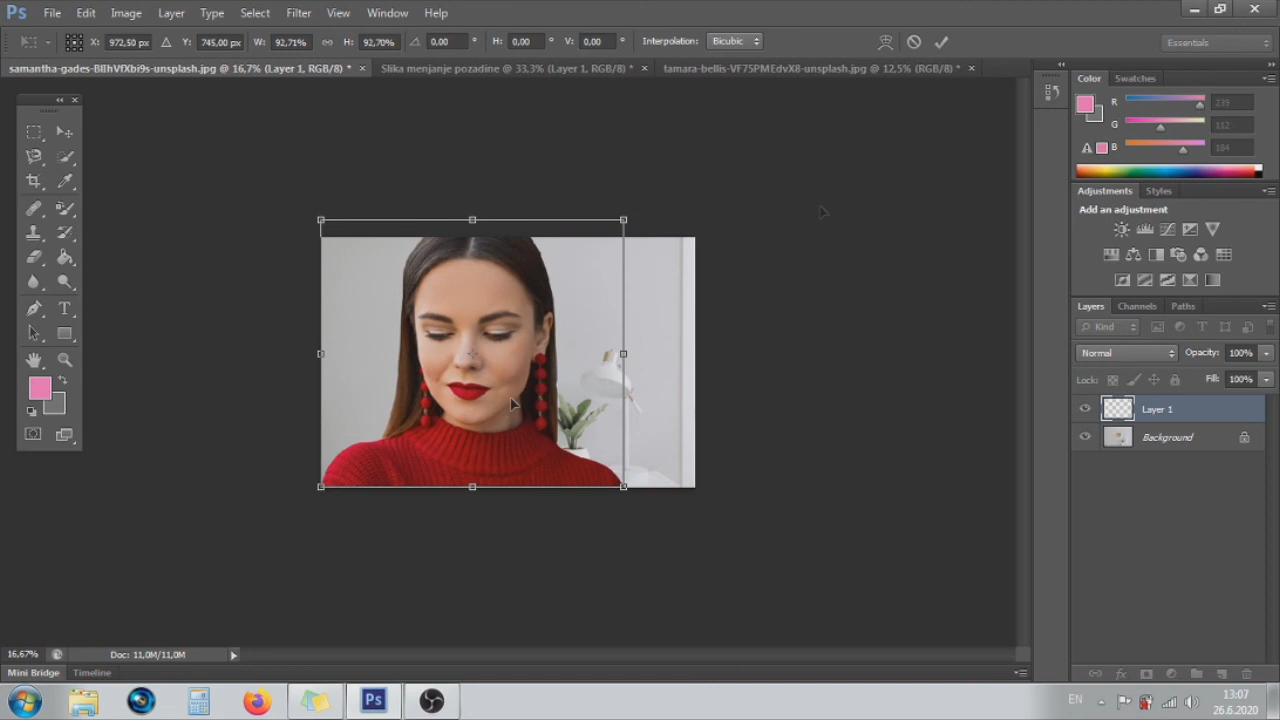 Ps File Edit Image Layer Type Select Filter View Window Help
X: 972,50 px Y: 745,00 px W: 92,71% H: 92,70% 0,00 ° H: 0,00 ° V: 0,00 ° Interpolation: Bicubic Essentials
samantha-gades-BlIhVfXbi9s-unsplash.jpg @ 16,7% (Layer 1, RGB/8) * × Slika menjanje pozadine @ 33,3% (Layer 1, RGB/8) * × tamara-bellis-VF75PMEdvX8-unsplash.jpg @ 12,5% (RGB/8) * ×
Color Swatches
R 239
G 112
B 184
Adjustments Styles
Add an adjustment
Layers Channels Paths
Kind
Normal Opacity: 100%
Lock: Fill: 100%
Layer 1
Background
16,67% Doc: 11,0M/11,0M
Mini Bridge Timeline
Ps EN 13:07
26.6.2020